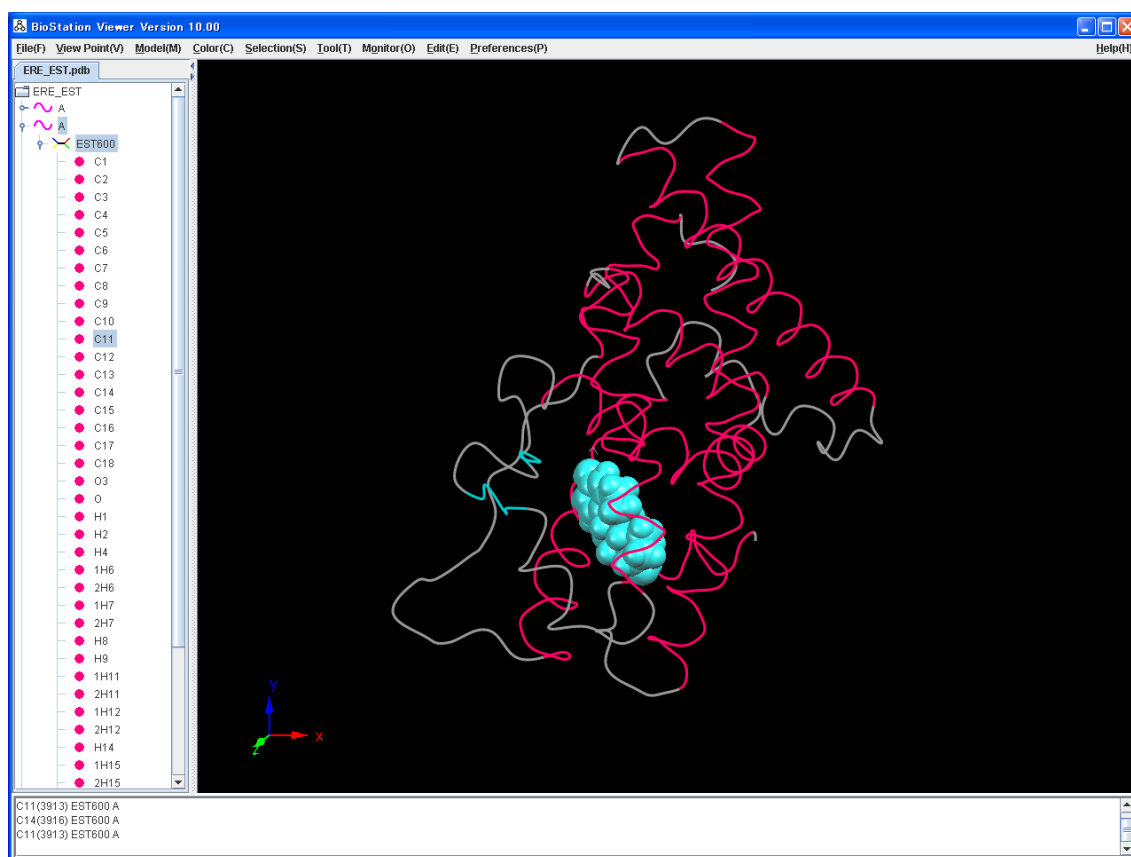 BioStation Viewer Version 10.00
File(F) View Point(V) Model(M) Color(C) Selection(S) Tool(T) Monitor(O) Edit(E) Preferences(P) Help(H)
ERE_EST.pdb
ERE_EST
A
A
EST600
C1
C2
C3
C4
C5
C6
C7
C8
C9
C10
C11
C12
C13
C14
C15
C16
C17
C18
O3
O
H1
H2
H4
1H6
2H6
1H7
2H7
H8
H9
1H11
2H11
1H12
2H12
H14
1H15
2H15
Y
X
Z
C11(3913) EST600 A
C14(3916) EST600 A
C11(3913) EST600 A